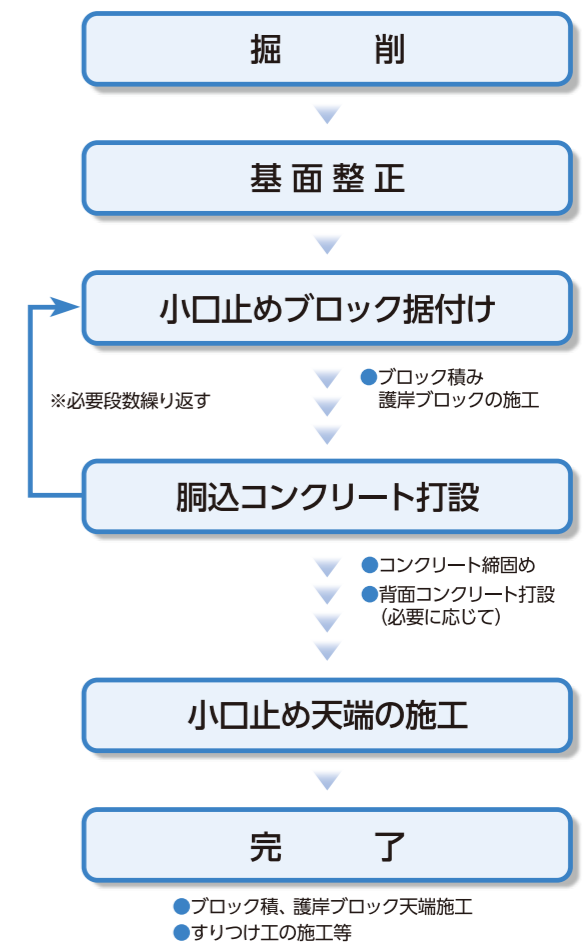 掘 削
基面整正
小口止めブロック据付け
●ブロック積み
護岸ブロックの施工
※必要段数繰り返す
胴込コンクリート打設
●コンクリート締固め
●背面コンクリート打設
（必要に応じて）
小口止め天端の施工
完 了
●ブロック積、護岸ブロック天端施工
●すりつけ工の施工等